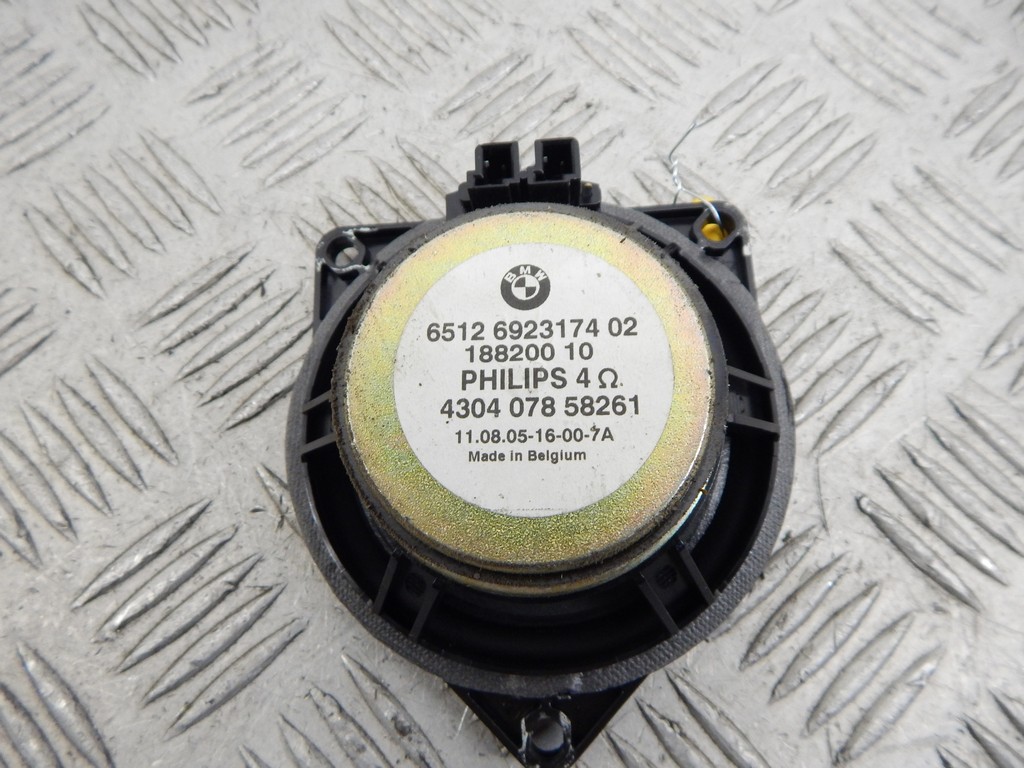 BMW
6512 6923174 02
188200 10
PHILIPS 4 Ω
4304 078 58261
11.08.05-16-00-7A
Made in Belgium